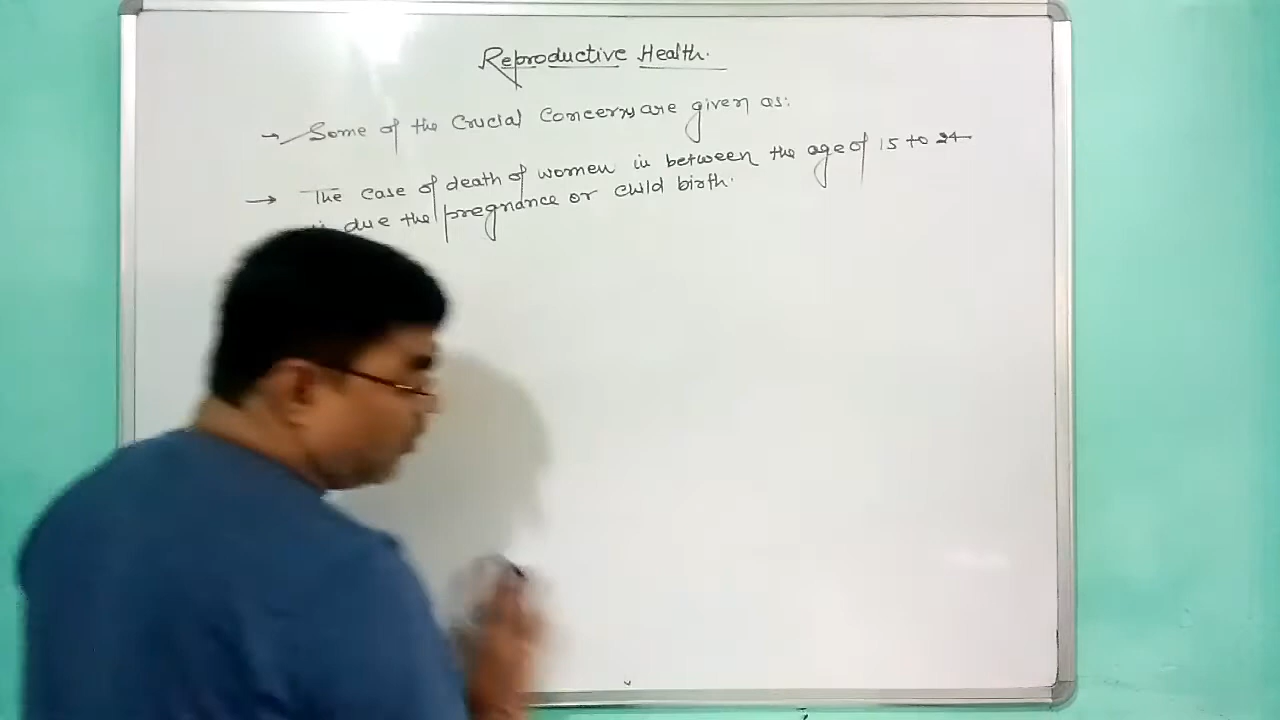 Reproductive Health.
→ Some of the Crucial Concerns are given as:
→ The case of death of women in between the age of 15 to 24
due the pregnance or child birth.